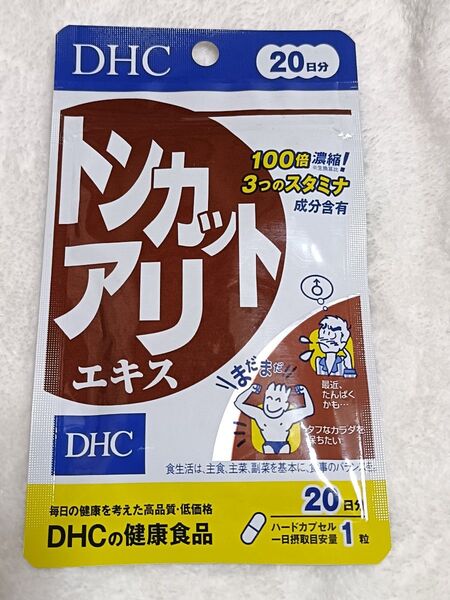 DHC
20日分
トンカット
アリ
エキス
100倍濃縮!
※生換算比
3つのスタミナ
成分含有
♂
まだまだ
最近、
たんぱく
かも…
タフなカラダを
保ちたい
DHC
食生活は、主食、主菜、副菜を基本に、食事のバランスを。
毎日の健康を考えた高品質・低価格
DHCの健康食品
20日分
ハードカプセル
一日摂取目安量1粒